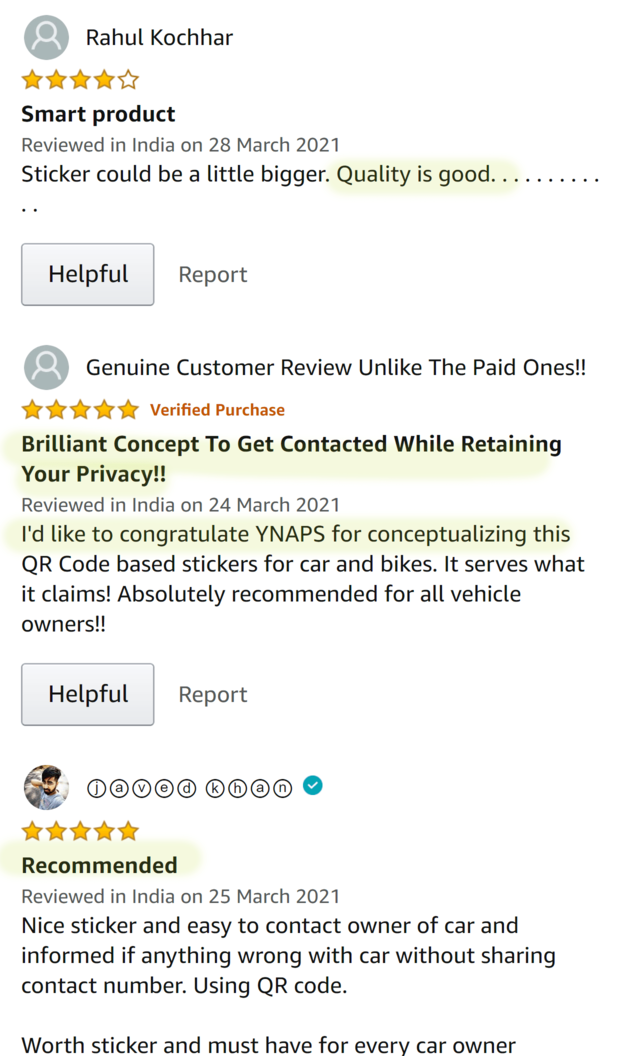 Rahul Kochhar
Smart product
Reviewed in India on 28 March 2021
Sticker could be a little bigger. Quality is good. . . . . . . . . .
. .
Helpful Report
Genuine Customer Review Unlike The Paid Ones!!
Verified Purchase
Brilliant Concept To Get Contacted While Retaining
Your Privacy!!
Reviewed in India on 24 March 2021
I'd like to congratulate YNAPS for conceptualizing this
QR Code based stickers for car and bikes. It serves what
it claims! Absolutely recommended for all vehicle
owners!!
Helpful Report
ⓙⓐⓥⓔⓓ ⓚⓗⓐⓝ
Recommended
Reviewed in India on 25 March 2021
Nice sticker and easy to contact owner of car and
informed if anything wrong with car without sharing
contact number. Using QR code.
Worth sticker and must have for every car owner